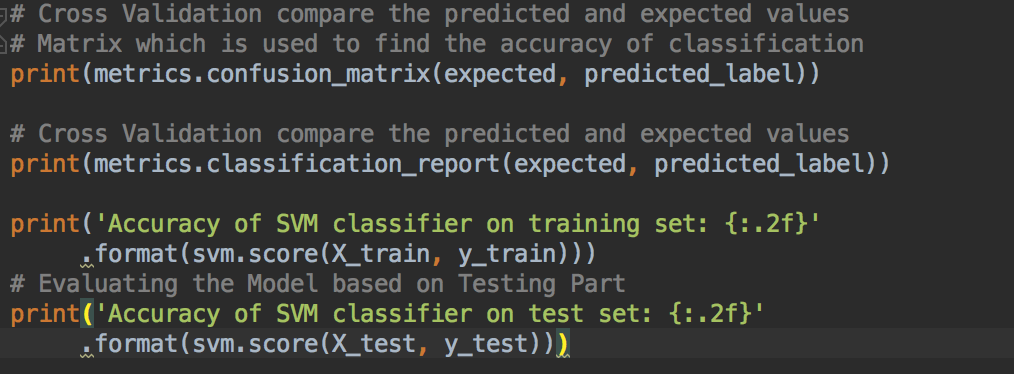 # Cross Validation compare the predicted and expected values
# Matrix which is used to find the accuracy of classification
print(metrics.confusion_matrix(expected, predicted_label))
# Cross Validation compare the predicted and expected values
print(metrics.classification_report(expected, predicted_label))
print('Accuracy of SVM classifier on training set: {:.2f}'
.format(svm.score(X_train, y_train)))
# Evaluating the Model based on Testing Part
print('Accuracy of SVM classifier on test set: {:.2f}'
.format(svm.score(X_test, y_test)))